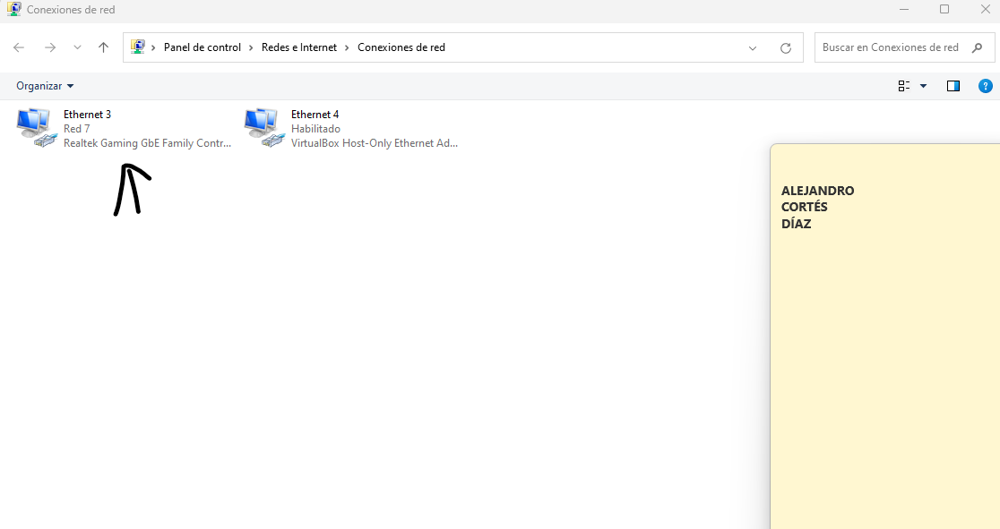 Conexiones de red
Panel de control > Redes e Internet > Conexiones de red
Buscar en Conexiones de red
Organizar
?
Ethernet 3
Red 7
Realtek Gaming GbE Family Contr...
Ethernet 4
Habilitado
VirtualBox Host-Only Ethernet Ad...
ALEJANDRO
CORTÉS
DÍAZ